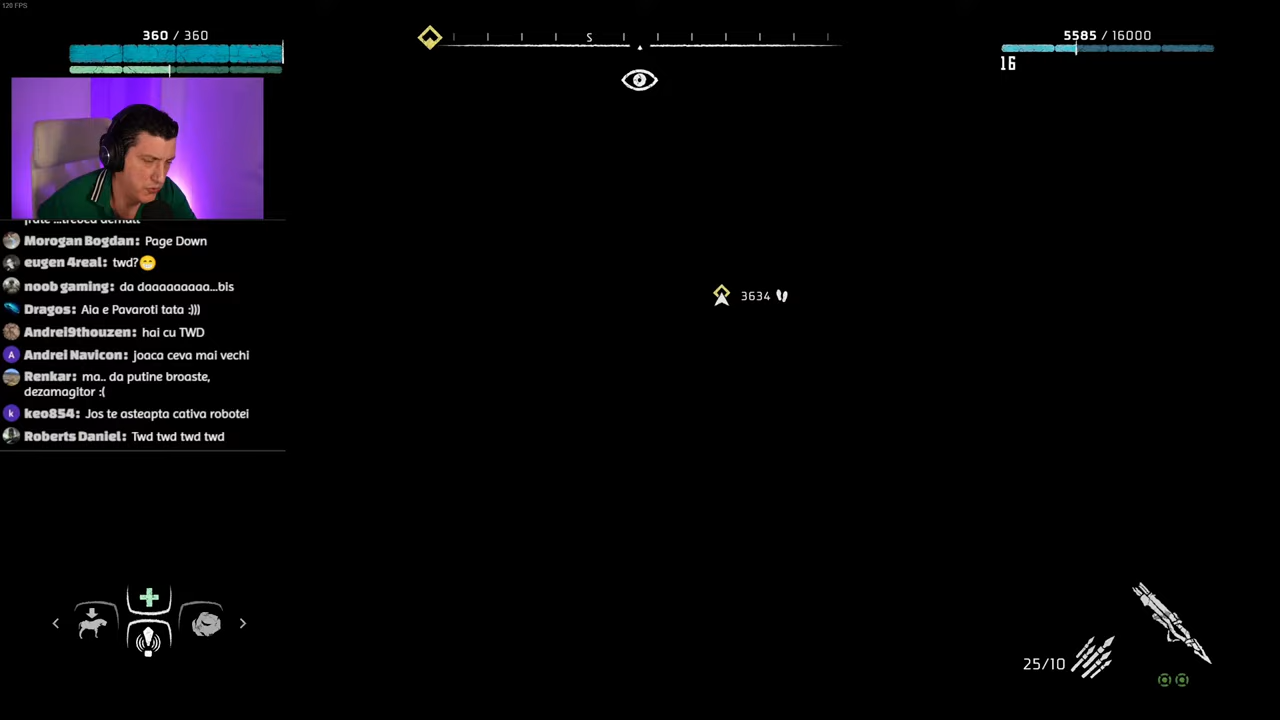 120 FPS
360 / 360
S
5585 / 16000
16
Morogan Bogdan: Page Down
eugen 4real: twd?😁
noob gaming: da daaaaaaaaa...bis
Dragos: Aia e Pavaroti tata :)))
Andrei9thouzen: hai cu TWD
A Andrei Navicon: joaca ceva mai vechi
Renkar: ma.. da putine broaste,
dezamagitor :(
k keo854: Jos te asteapta cativa robotei
Roberts Daniel: Twd twd twd twd
3634
25/10